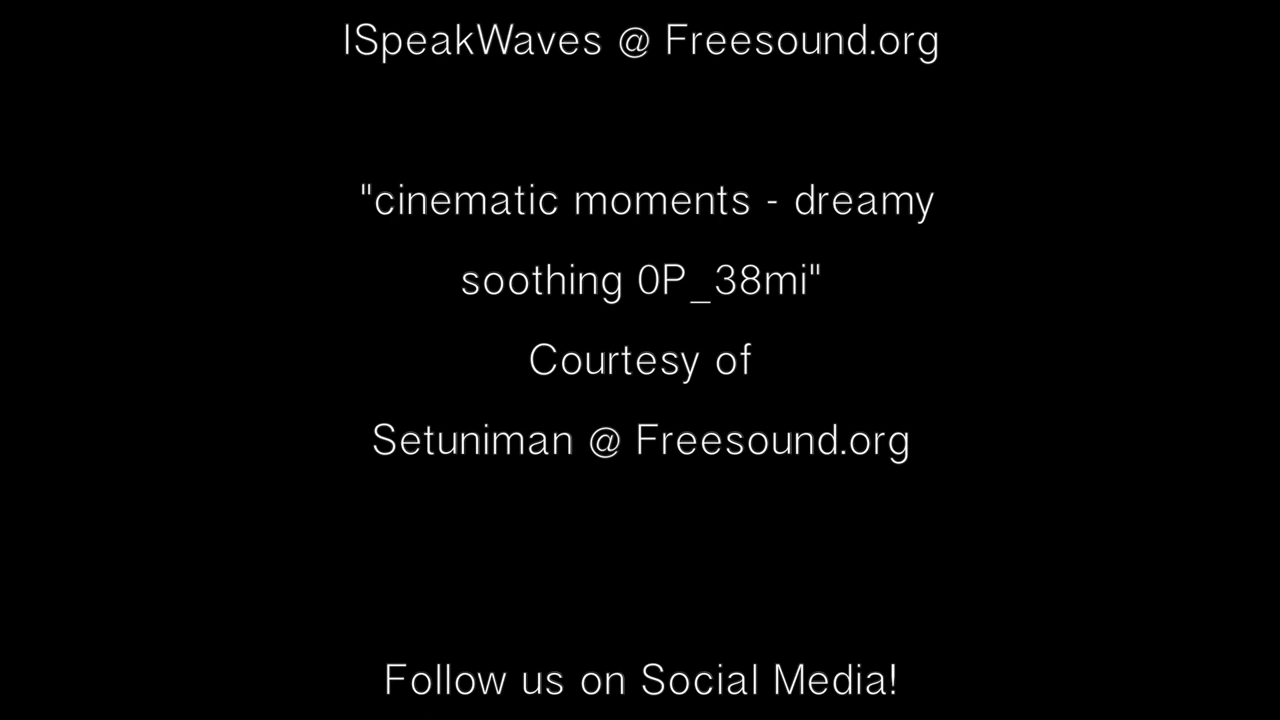 ISpeakWaves @ Freesound.org
"cinematic moments - dreamy
soothing 0P_38mi"
Courtesy of
Setuniman @ Freesound.org
Follow us on Social Media!